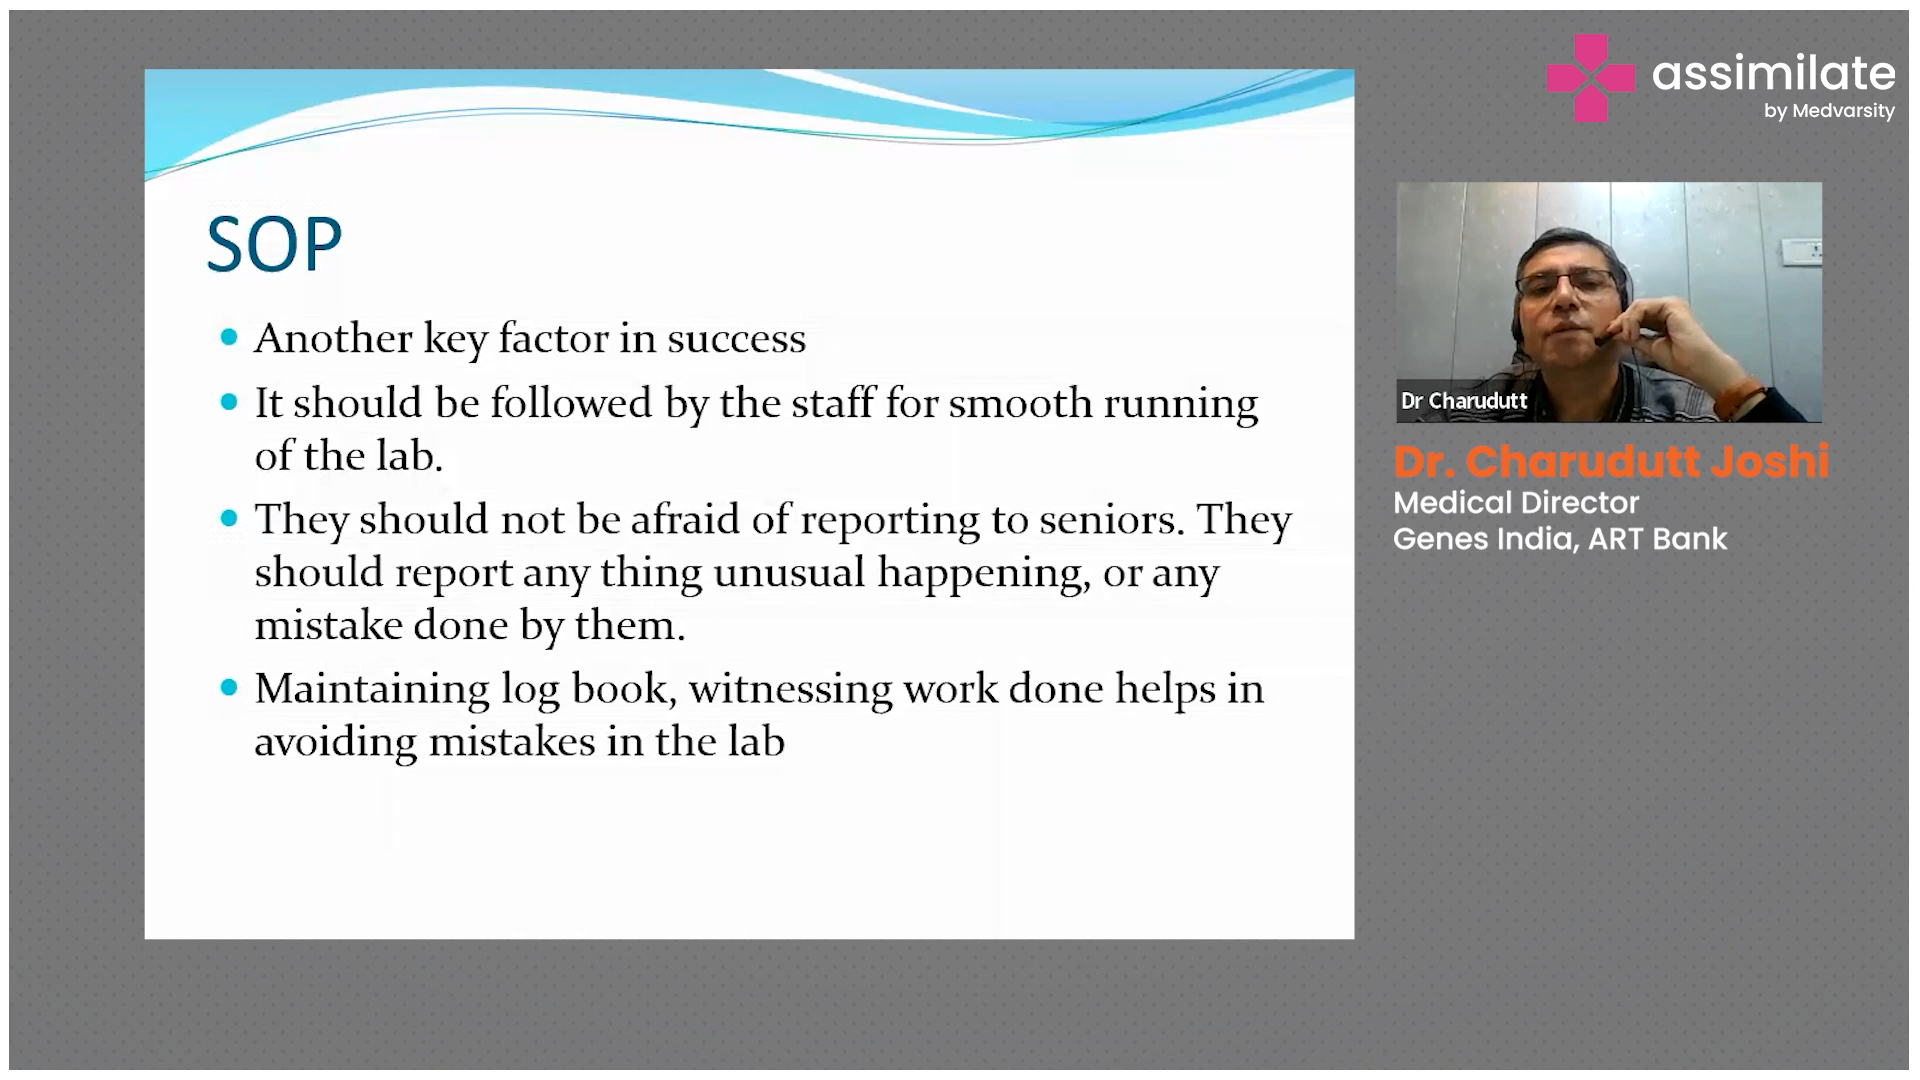 assimilate
by Medvarsity
SOP
Another key factor in success
It should be followed by the staff for smooth running
of the lab.
They should not be afraid of reporting to seniors. They
should report any thing unusual happening, or any
mistake done by them.
Maintaining log book, witnessing work done helps in
avoiding mistakes in the lab
Dr Charudutt
Dr. Charudutt Joshi
Medical Director
Genes India, ART Bank